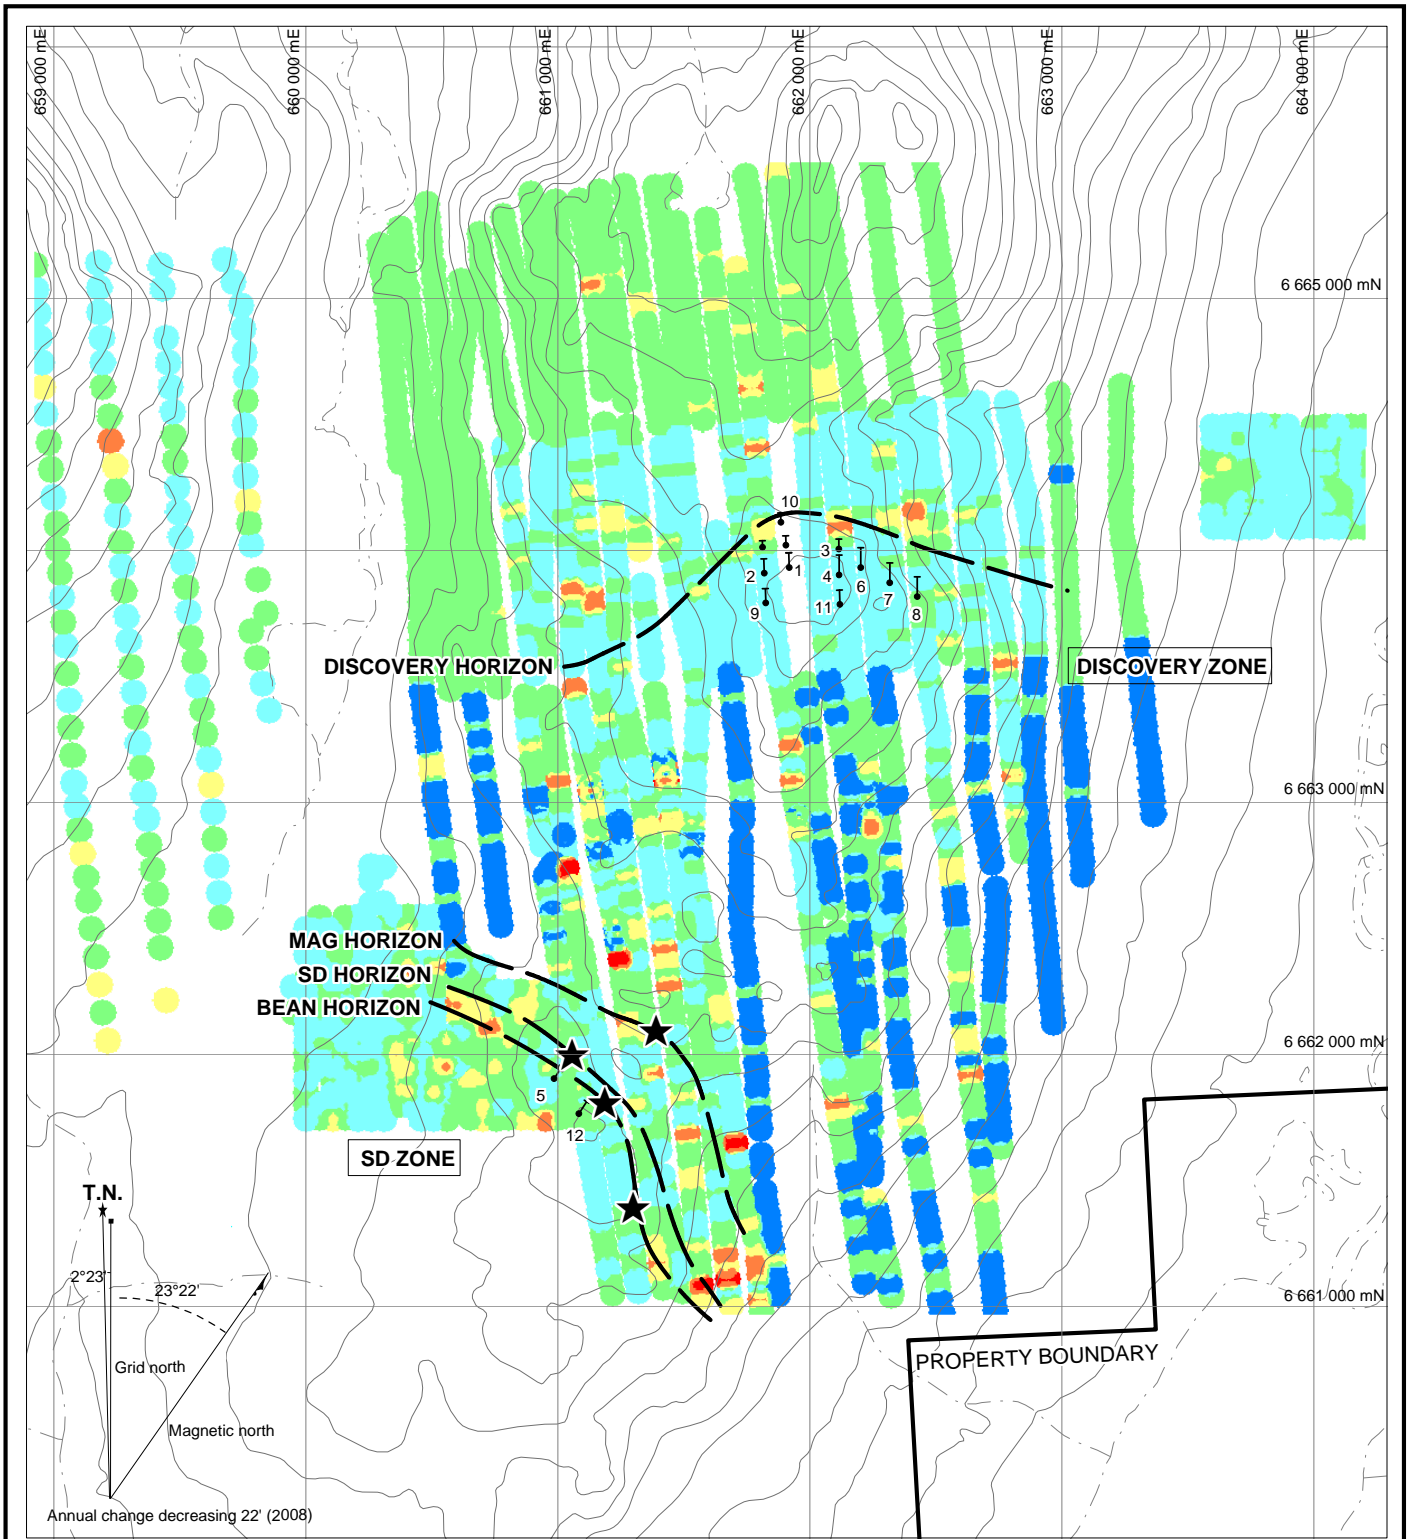 659 000 mE
660 000 mE
661 000 mE
662 000 mE
663 000 mE
664 000 mE
6 665 000 mN
10
3
2
1
4
6
7
8
9
11
DISCOVERY HORIZON
DISCOVERY ZONE
6 663 000 mN
MAG HORIZON
SD HORIZON
BEAN HORIZON
6 662 000 mN
5
12
SD ZONE
T.N.
2°23'
23°22'
6 661 000 mN
PROPERTY BOUNDARY
Grid north
Magnetic north
Annual change decreasing 22' (2008)